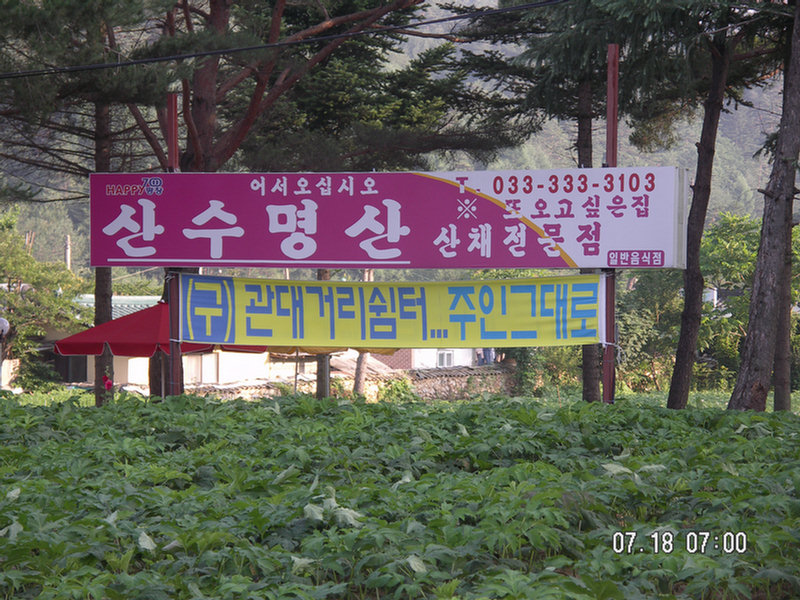 HAPPY700
어서오십시오
T. 033-333-3103
산수명산
※ 또오고싶은집
산채전문점
일반음식점
(구)관대거리쉼터...주인그대로
07.18 07:00